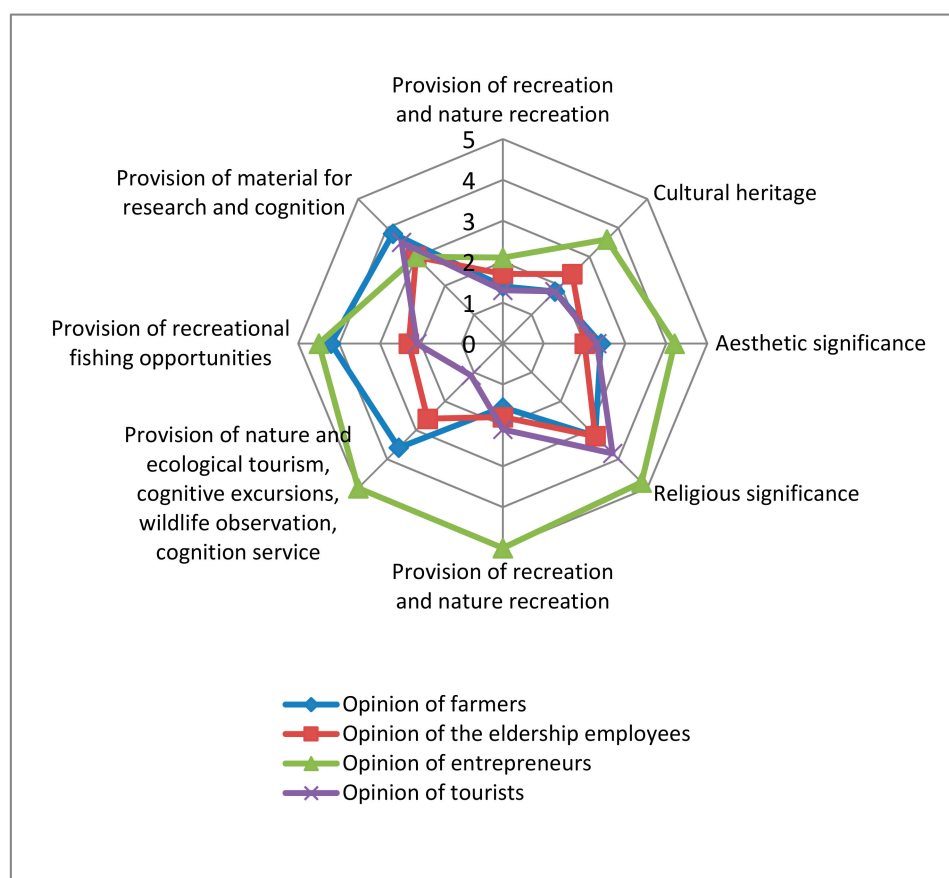 Provision of recreation
and nature recreation
5
4
3
2
1
0
Cultural heritage
Aesthetic significance
Religious significance
Provision of recreation
and nature recreation
Provision of nature and
ecological tourism,
cognitive excursions,
wildlife observation,
cognition service
Provision of recreational
fishing opportunities
Provision of material for
research and cognition
Opinion of farmers
Opinion of the eldership employees
Opinion of entrepreneurs
Opinion of tourists